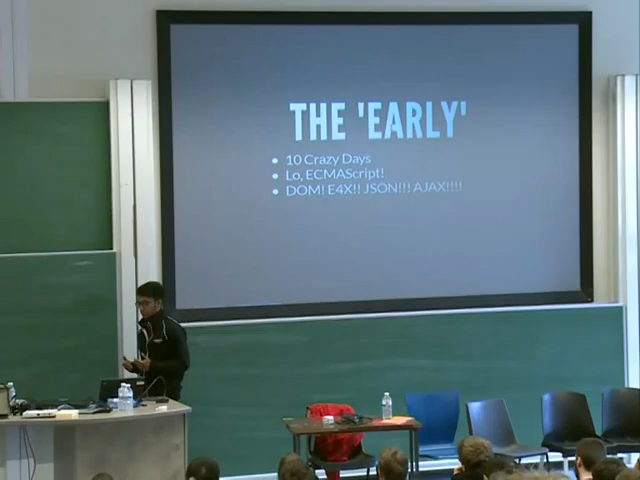 THE 'EARLY'
10 Crazy Days
Lo, ECMAScript!
DOM! E4X!! JSON!!! AJAX!!!!